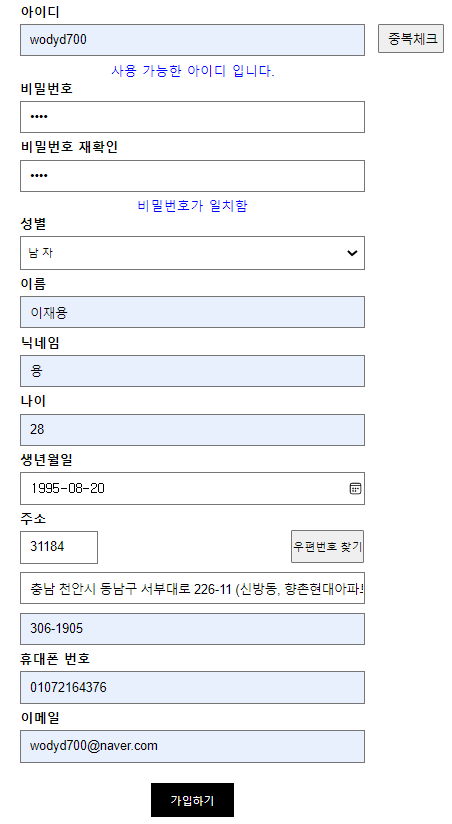 아이디
wodyd700 중복체크
사용 가능한 아이디 입니다.
비밀번호
••••
비밀번호 재확인
••••
비밀번호가 일치함
성별
남 자
이름
이재용
닉네임
용
나이
28
생년월일
1995-08-20
주소
31184 우편번호 찾기
충남 천안시 동남구 서부대로 226-11 (신방동, 향촌현대아파트
306-1905
휴대폰 번호
01072164376
이메일
wodyd700@naver.com
가입하기